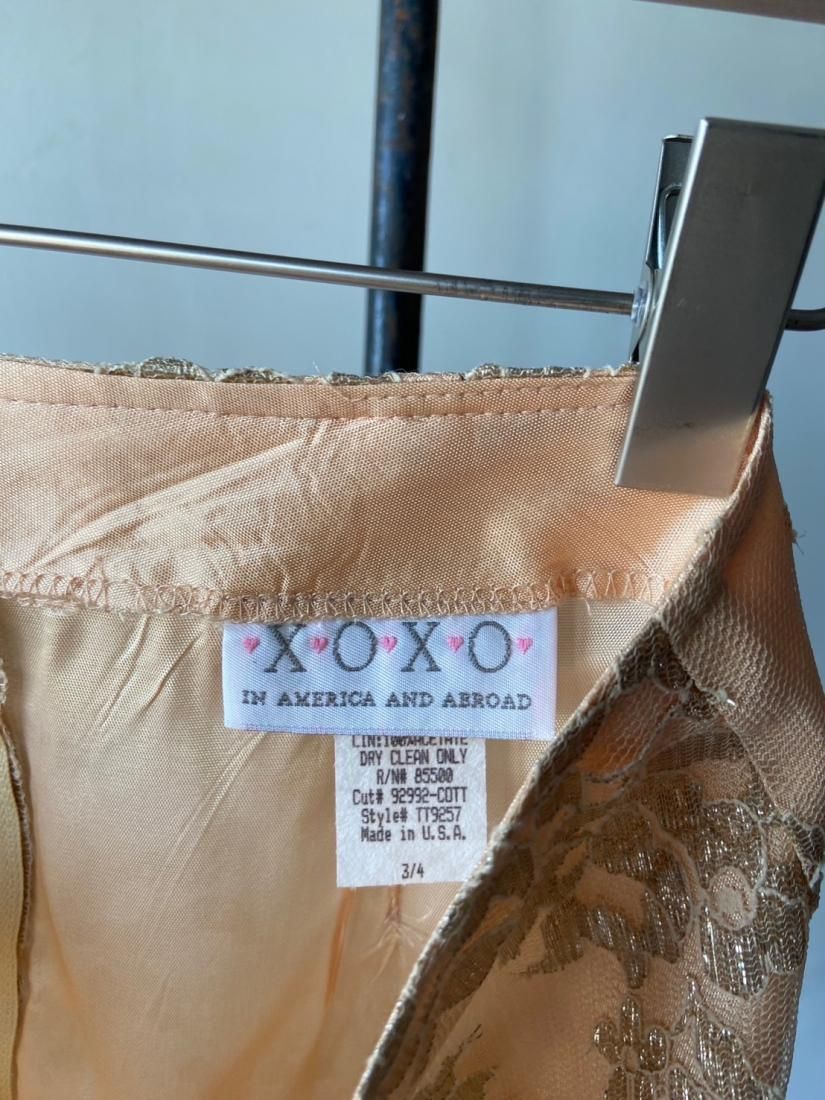 X O X O
IN AMERICA AND ABROAD
LIN:100%ACETATE
DRY CLEAN ONLY
R/N# 85500
Cut# 92992-COTT
Style# TT9257
Made in U.S.A.
3/4